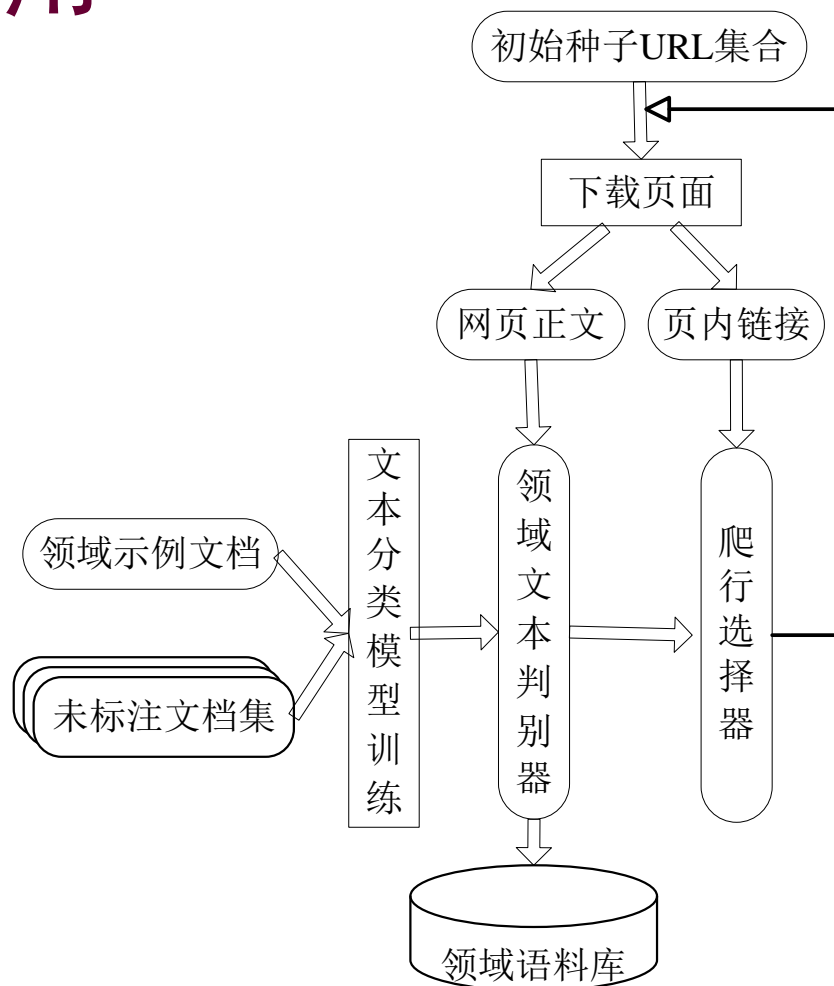 用
初始种子URL集合
下载页面
网页正文
页内链接
文本分类模型训练
领域文本判别器
爬行选择器
领域示例文档
未标注文档集
领域语料库